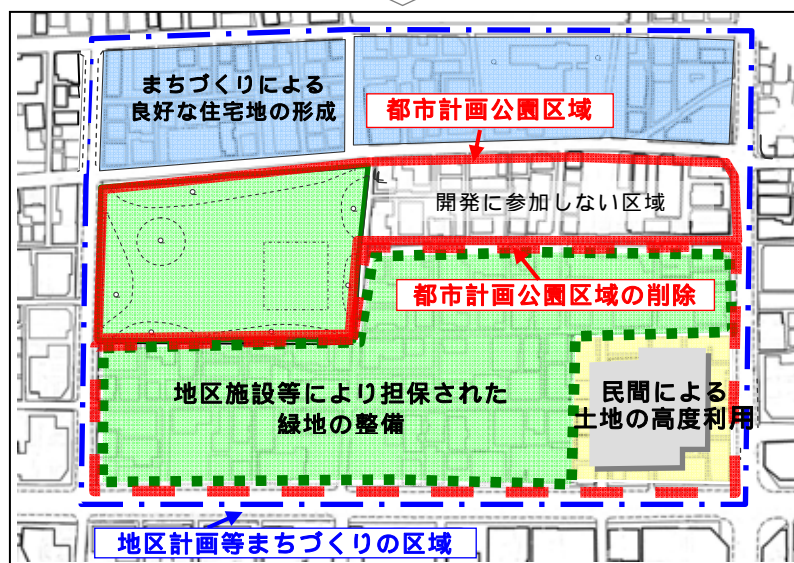 まちづくりによる
良好な住宅地の形成
都市計画公園区域
開発に参加しない区域
都市計画公園区域の削除
地区施設等により担保された
緑地の整備
民間による
土地の高度利用
地区計画等まちづくりの区域